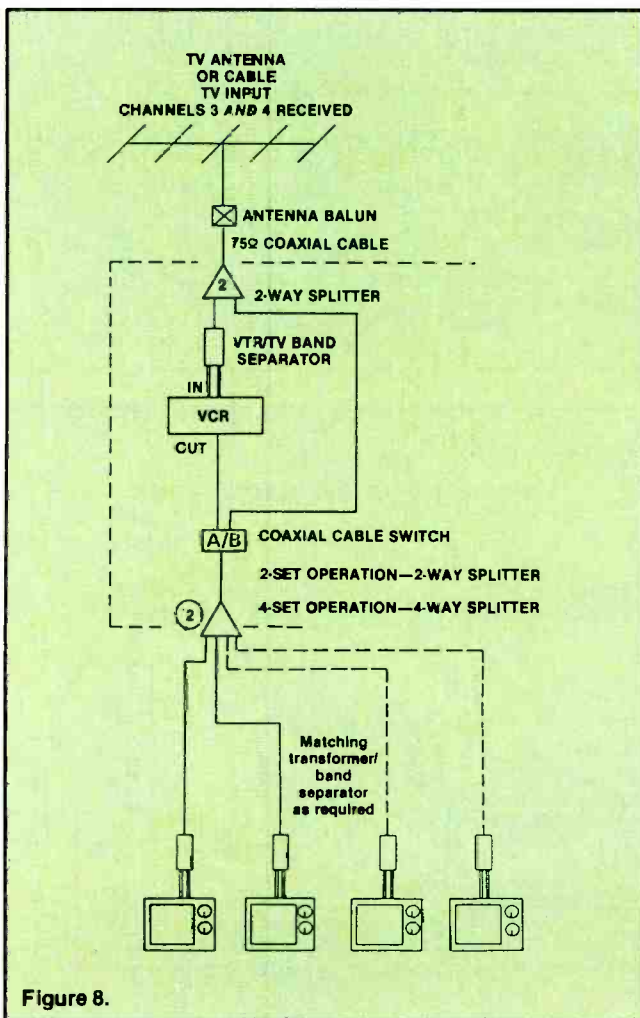 TV ANTENNA
OR CABLE
TV INPUT
CHANNELS 3 AND 4 RECEIVED
ANTENNA BALUN
75Ω COAXIAL CABLE
2
2-WAY SPLITTER
VTR/TV BAND
SEPARATOR
IN
VCR
CUT
A/B
COAXIAL CABLE SWITCH
2-SET OPERATION—2-WAY SPLITTER
2
4-SET OPERATION—4-WAY SPLITTER
Matching
transformer/
band
separator
as required
Figure 8.